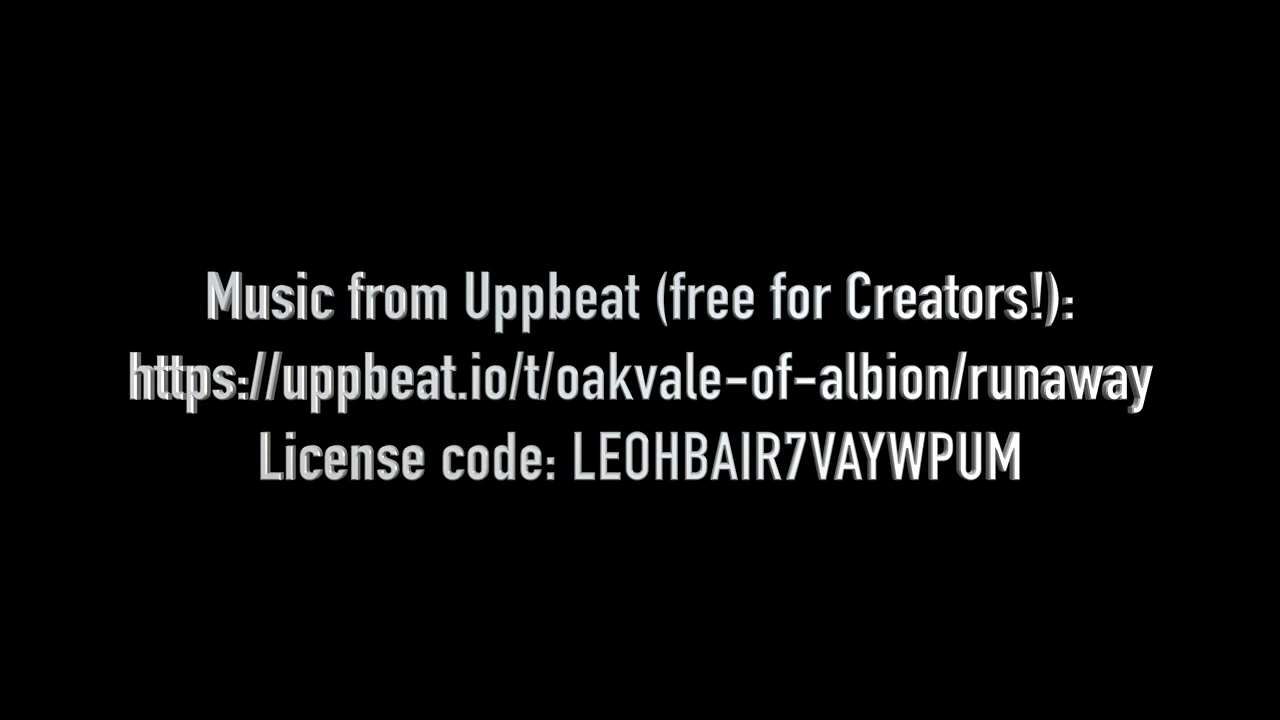 Music from Uppbeat (free for Creators!):
https://uppbeat.io/t/oakvale-of-albion/runaway
License code: LEOHBAIR7VAYWPUM